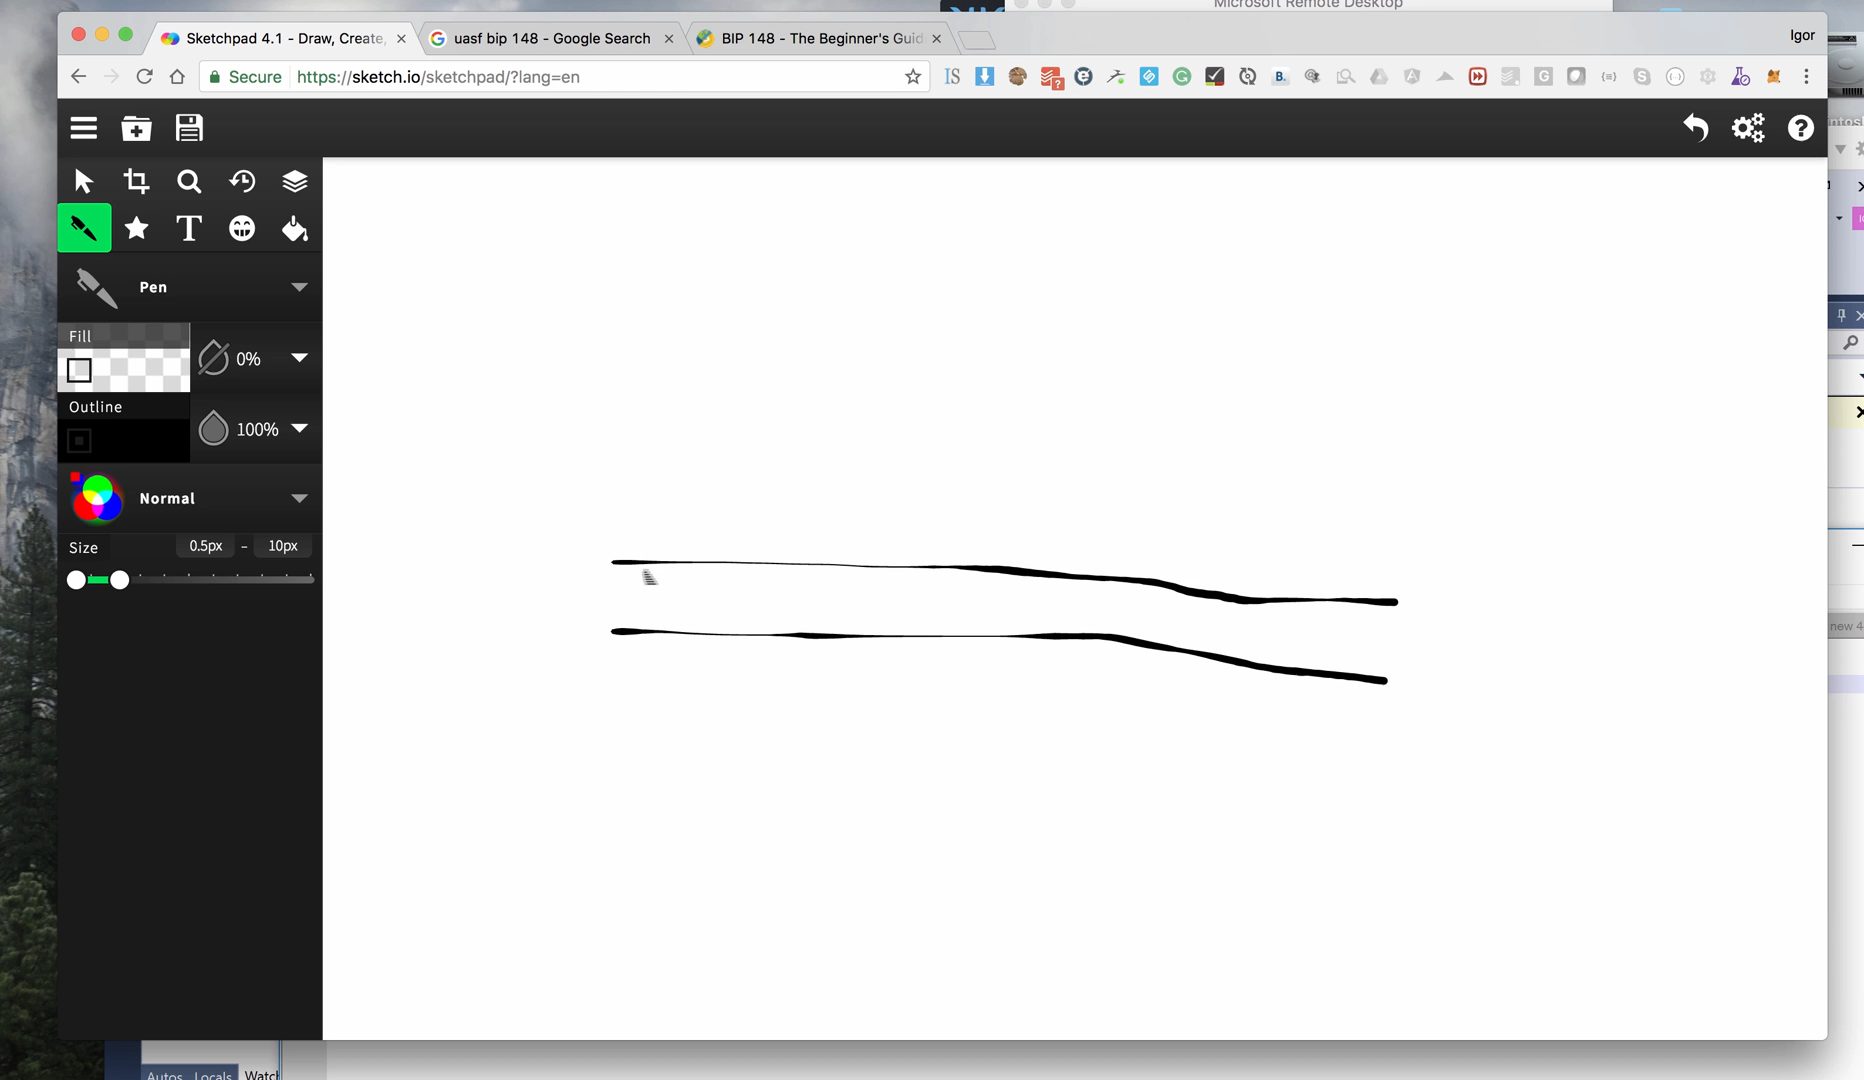 Microsoft Remote Desktop
Sketchpad 4.1 - Draw, Create,
uasf bip 148 - Google Search
BIP 148 - The Beginner's Guid
Igor
Secure
https://sketch.io/sketchpad/?lang=en
Pen
Fill
0%
Outline
100%
Normal
Size
0.5px - 10px
new 4
Autos Locals Watch